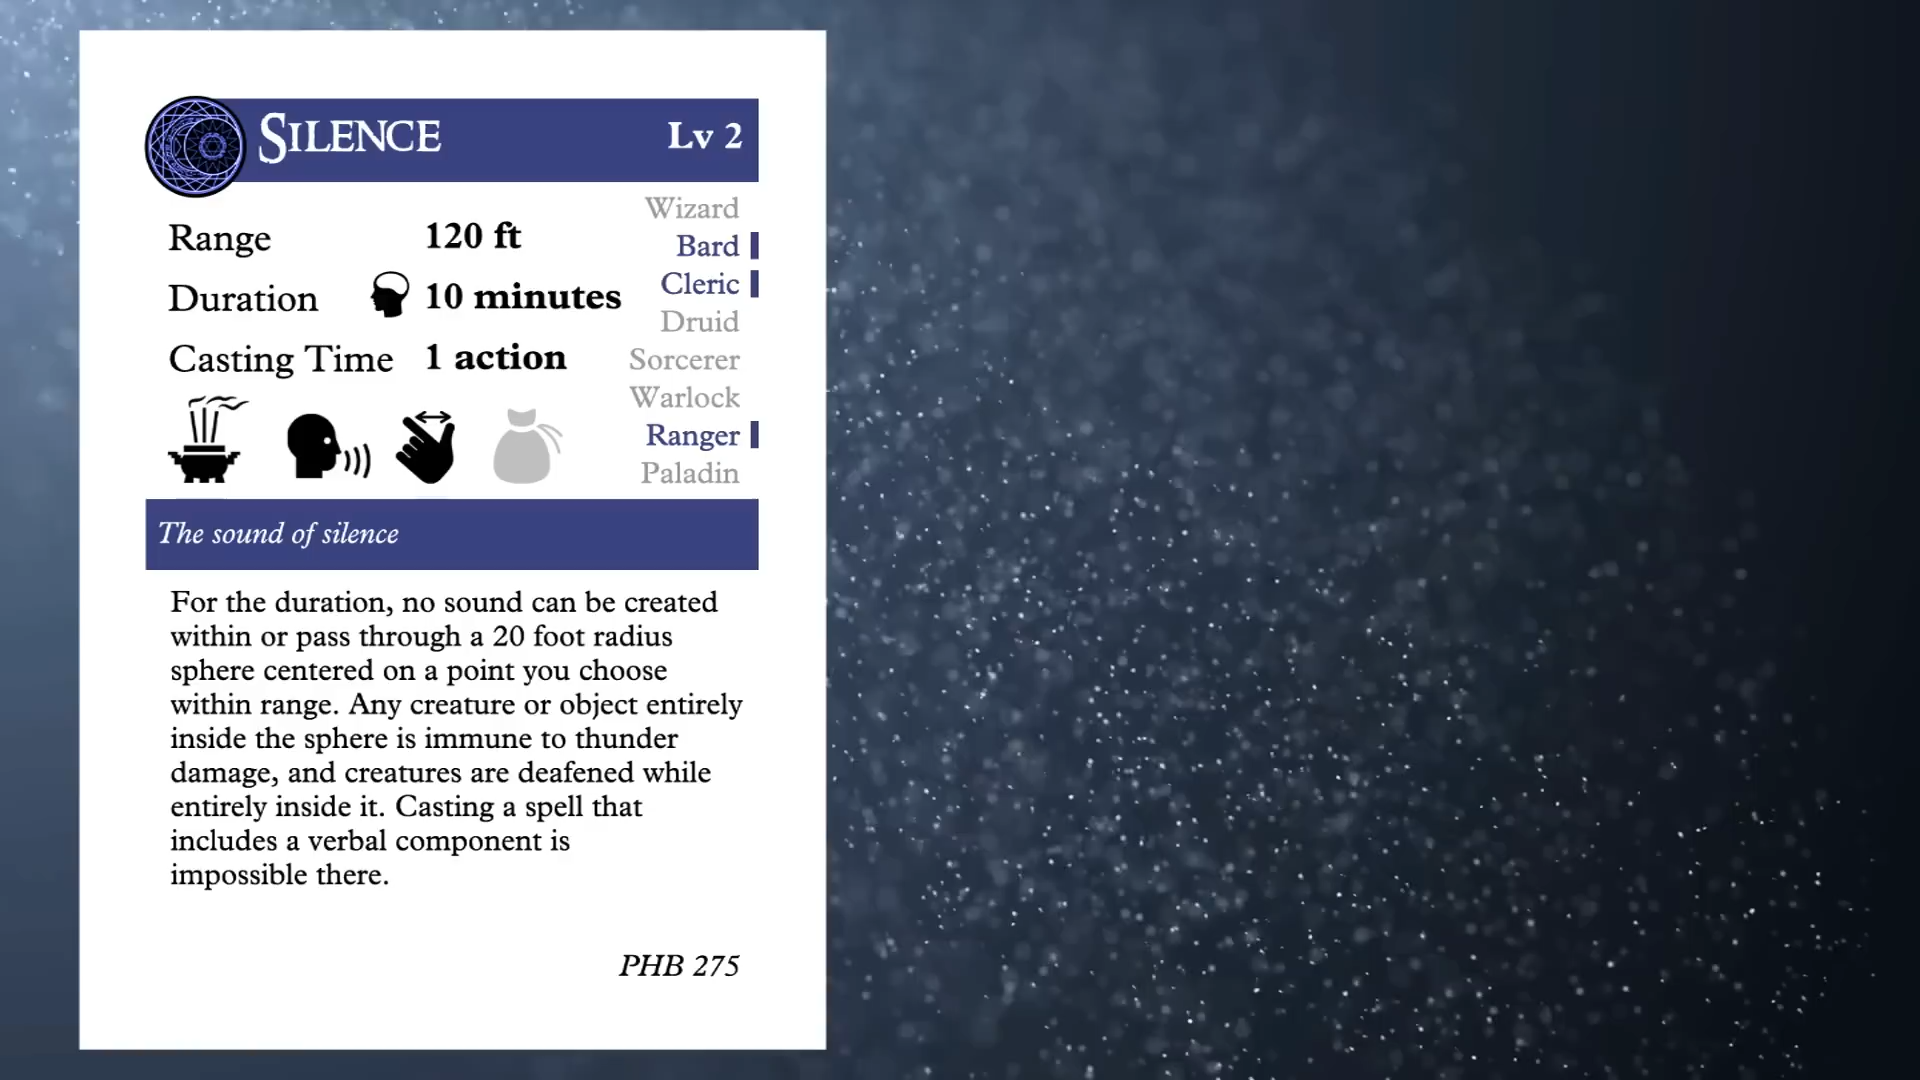 SILENCE
Lv 2
Range 120 ft
Duration 10 minutes
Casting Time 1 action
Wizard
Bard
Cleric
Druid
Sorcerer
Warlock
Ranger
Paladin
The sound of silence
For the duration, no sound can be created
within or pass through a 20 foot radius
sphere centered on a point you choose
within range. Any creature or object entirely
inside the sphere is immune to thunder
damage, and creatures are deafened while
entirely inside it. Casting a spell that
includes a verbal component is
impossible there.
PHB 275